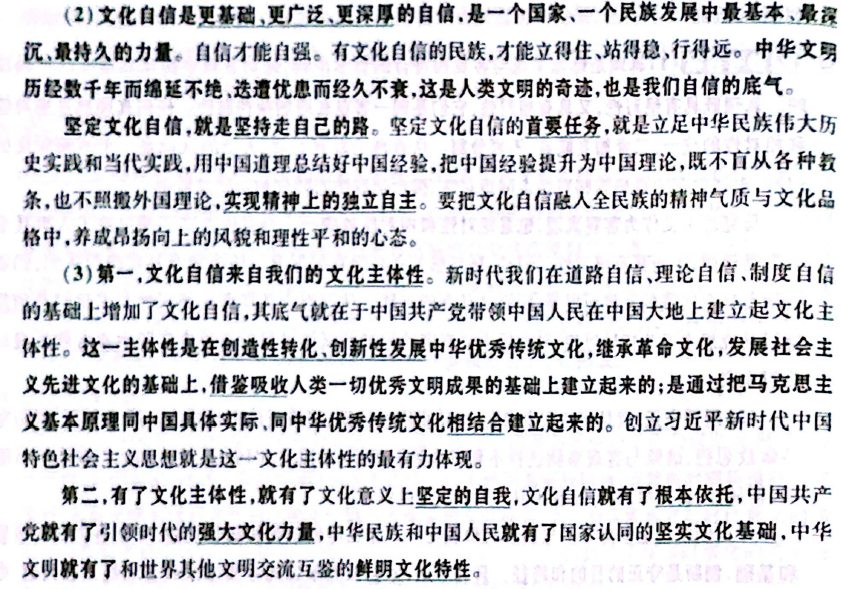 (2)文化自信是更基础、更广泛、更深厚的自信,是一个国家、一个民族发展中最基本、最深
沉、最持久的力量。自信才能自强。有文化自信的民族,才能立得住、站得稳、行得远。中华文明
历经数千年而绵延不绝、迭遭忧患而经久不衰,这是人类文明的奇迹,也是我们自信的底气。
坚定文化自信,就是坚持走自己的路。坚定文化自信的首要任务,就是立足中华民族伟大历
史实践和当代实践,用中国道理总结好中国经验,把中国经验提升为中国理论,既不盲从各种教
条,也不照搬外国理论,实现精神上的独立自主。要把文化自信融入全民族的精神气质与文化品
格中,养成昂扬向上的风貌和理性平和的心态。
(3)第一,文化自信来自我们的文化主体性。新时代我们在道路自信、理论自信、制度自信
的基础上增加了文化自信,其底气就在于中国共产党带领中国人民在中国大地上建立起文化主
体性。这一主体性是在创造性转化、创新性发展中华优秀传统文化,继承革命文化,发展社会主
义先进文化的基础上,借鉴吸收人类一切优秀文明成果的基础上建立起来的;是通过把马克思主
义基本原理同中国具体实际、同中华优秀传统文化相结合建立起来的。创立习近平新时代中国
特色社会主义思想就是这一文化主体性的最有力体现。
第二,有了文化主体性,就有了文化意义上坚定的自我,文化自信就有了根本依托,中国共产
党就有了引领时代的强大文化力量,中华民族和中国人民就有了国家认同的坚实文化基础,中华
文明就有了和世界其他文明交流互鉴的鲜明文化特性。